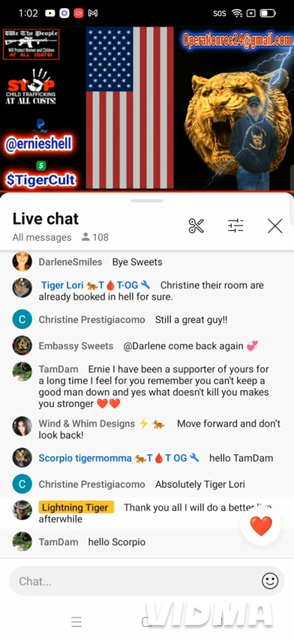 1:02
SOS
We The People
Will Protect Women and Children
AT ALL COSTS!
STOP
CHILD TRAFFICKING
AT ALL COSTS!
@ernieshell
$TigerCult
Operationroc24@gmail.com
Live chat
All messages 108
DarleneSmiles Bye Sweets
Tiger Lori 🐅T🩸T-OG 🔧 Christine their room are
already booked in hell for sure.
Christine Prestigiacomo Still a great guy!!
Embassy Sweets @Darlene come back again 💞
TamDam Ernie I have been a supporter of yours for
a long time I feel for you remember you can't keep a
good man down and yes what doesn't kill you makes
you stronger ❤️❤️
Wind & Whim Designs ⚡ 🐅 Move forward and don't
look back!
Scorpio tigermomma 🐅T🩸T OG 🔧 hello TamDam
Christine Prestigiacomo Absolutely Tiger Lori
Lightning Tiger Thank you all I will do a better live
afterwhile
TamDam hello Scorpio
Chat...
VIDMA